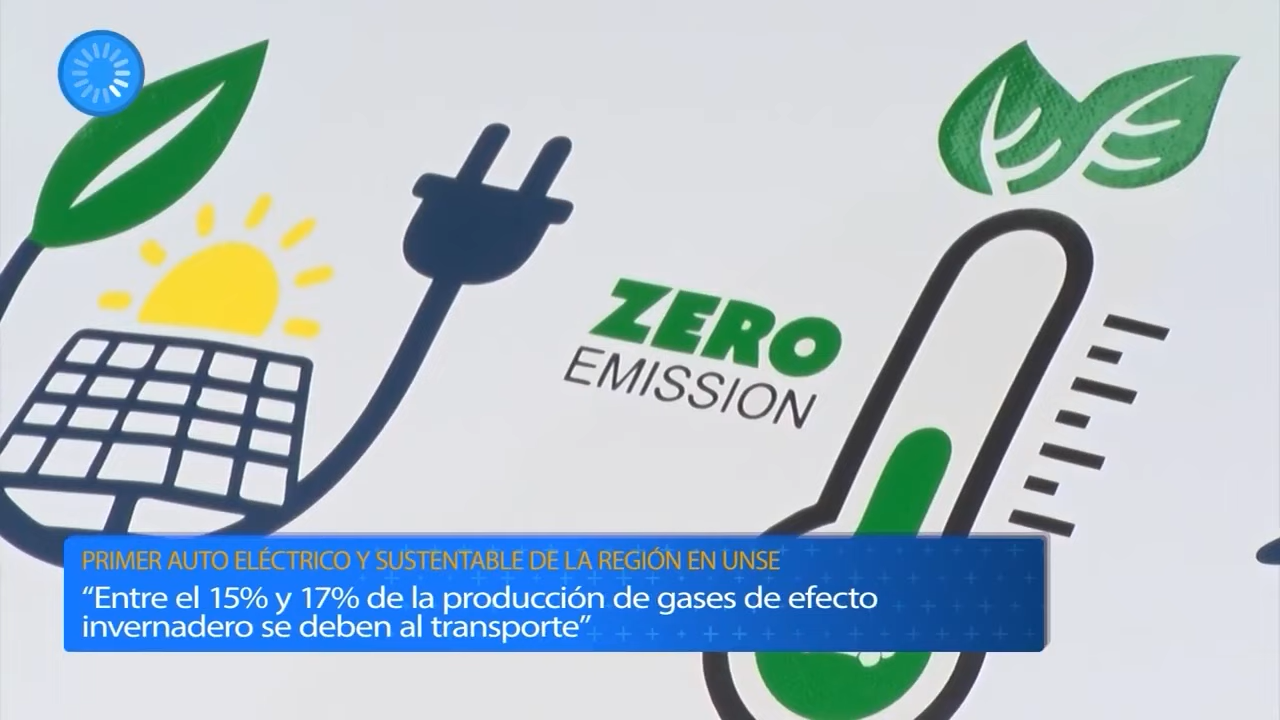 ZERO
EMISSION
PRIMER AUTO ELÉCTRICO Y SUSTENTABLE DE LA REGIÓN EN UNSE
“Entre el 15% y 17% de la producción de gases de efecto
invernadero se deben al transporte”